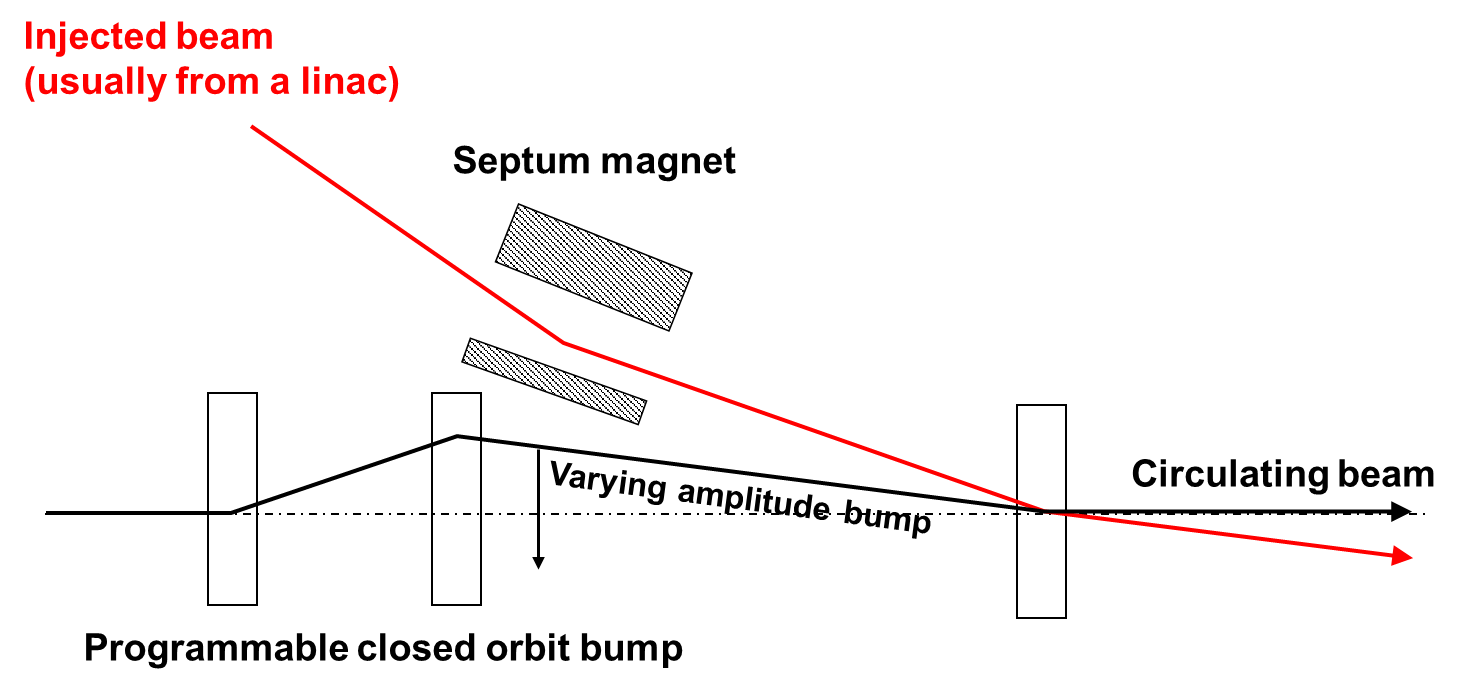 Injected beam
(usually from a linac)
Septum magnet
Varying amplitude bump
Circulating beam
Programmable closed orbit bump